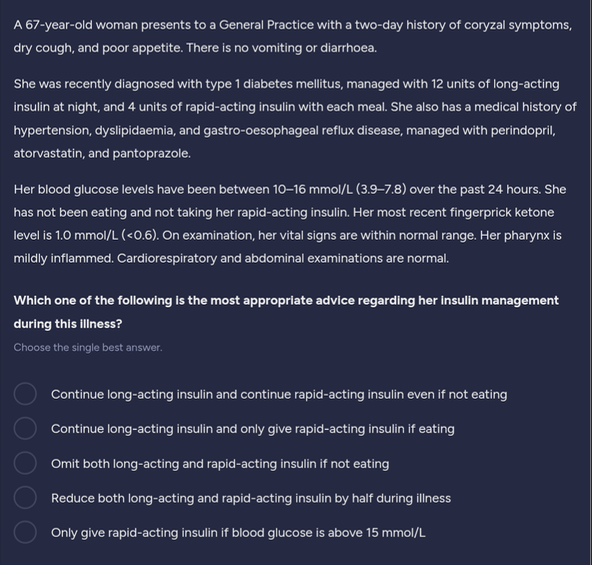 A 67-year-old woman presents to a General Practice with a two-day history of coryzal symptoms,
dry cough, and poor appetite. There is no vomiting or diarrhoea.
She was recently diagnosed with type 1 diabetes mellitus, managed with 12 units of long-acting
insulin at night, and 4 units of rapid-acting insulin with each meal. She also has a medical history of
hypertension, dyslipidaemia, and gastro-oesophageal reflux disease, managed with perindopril,
atorvastatin, and pantoprazole.
Her blood glucose levels have been between 10–16 mmol/L (3.9–7.8) over the past 24 hours. She
has not been eating and not taking her rapid-acting insulin. Her most recent fingerprick ketone
level is 1.0 mmol/L (<0.6). On examination, her vital signs are within normal range. Her pharynx is
mildly inflamed. Cardiorespiratory and abdominal examinations are normal.
Which one of the following is the most appropriate advice regarding her insulin management
during this illness?
Choose the single best answer.
Continue long-acting insulin and continue rapid-acting insulin even if not eating
Continue long-acting insulin and only give rapid-acting insulin if eating
Omit both long-acting and rapid-acting insulin if not eating
Reduce both long-acting and rapid-acting insulin by half during illness
Only give rapid-acting insulin if blood glucose is above 15 mmol/L